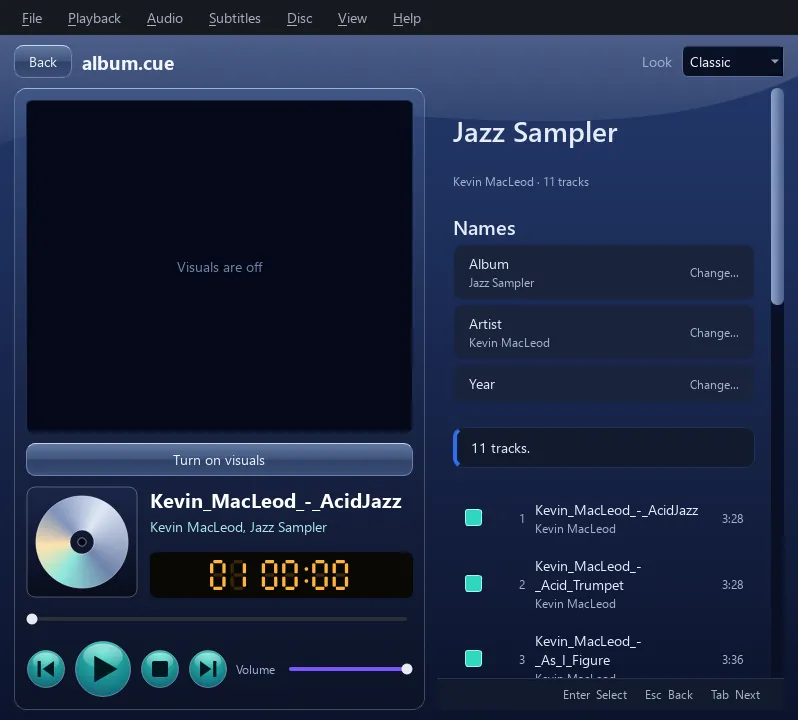 File Playback Audio Subtitles Disc View Help
Back album.cue Look Classic
Visuals are off
Turn on visuals
Kevin_MacLeod_-_AcidJazz
Kevin MacLeod, Jazz Sampler
01 00:00
Volume
Jazz Sampler
Kevin MacLeod · 11 tracks
Names
Album
Jazz Sampler
Change...
Artist
Kevin MacLeod
Change...
Year
Change...
11 tracks.
1 Kevin_MacLeod_-_AcidJazz 3:28
Kevin MacLeod
Kevin_MacLeod_-
2 _Acid_Trumpet 3:28
Kevin MacLeod
Kevin_MacLeod_-
3 _As_I_Figure 3:36
Kevin MacLeod
Enter Select Esc Back Tab Next